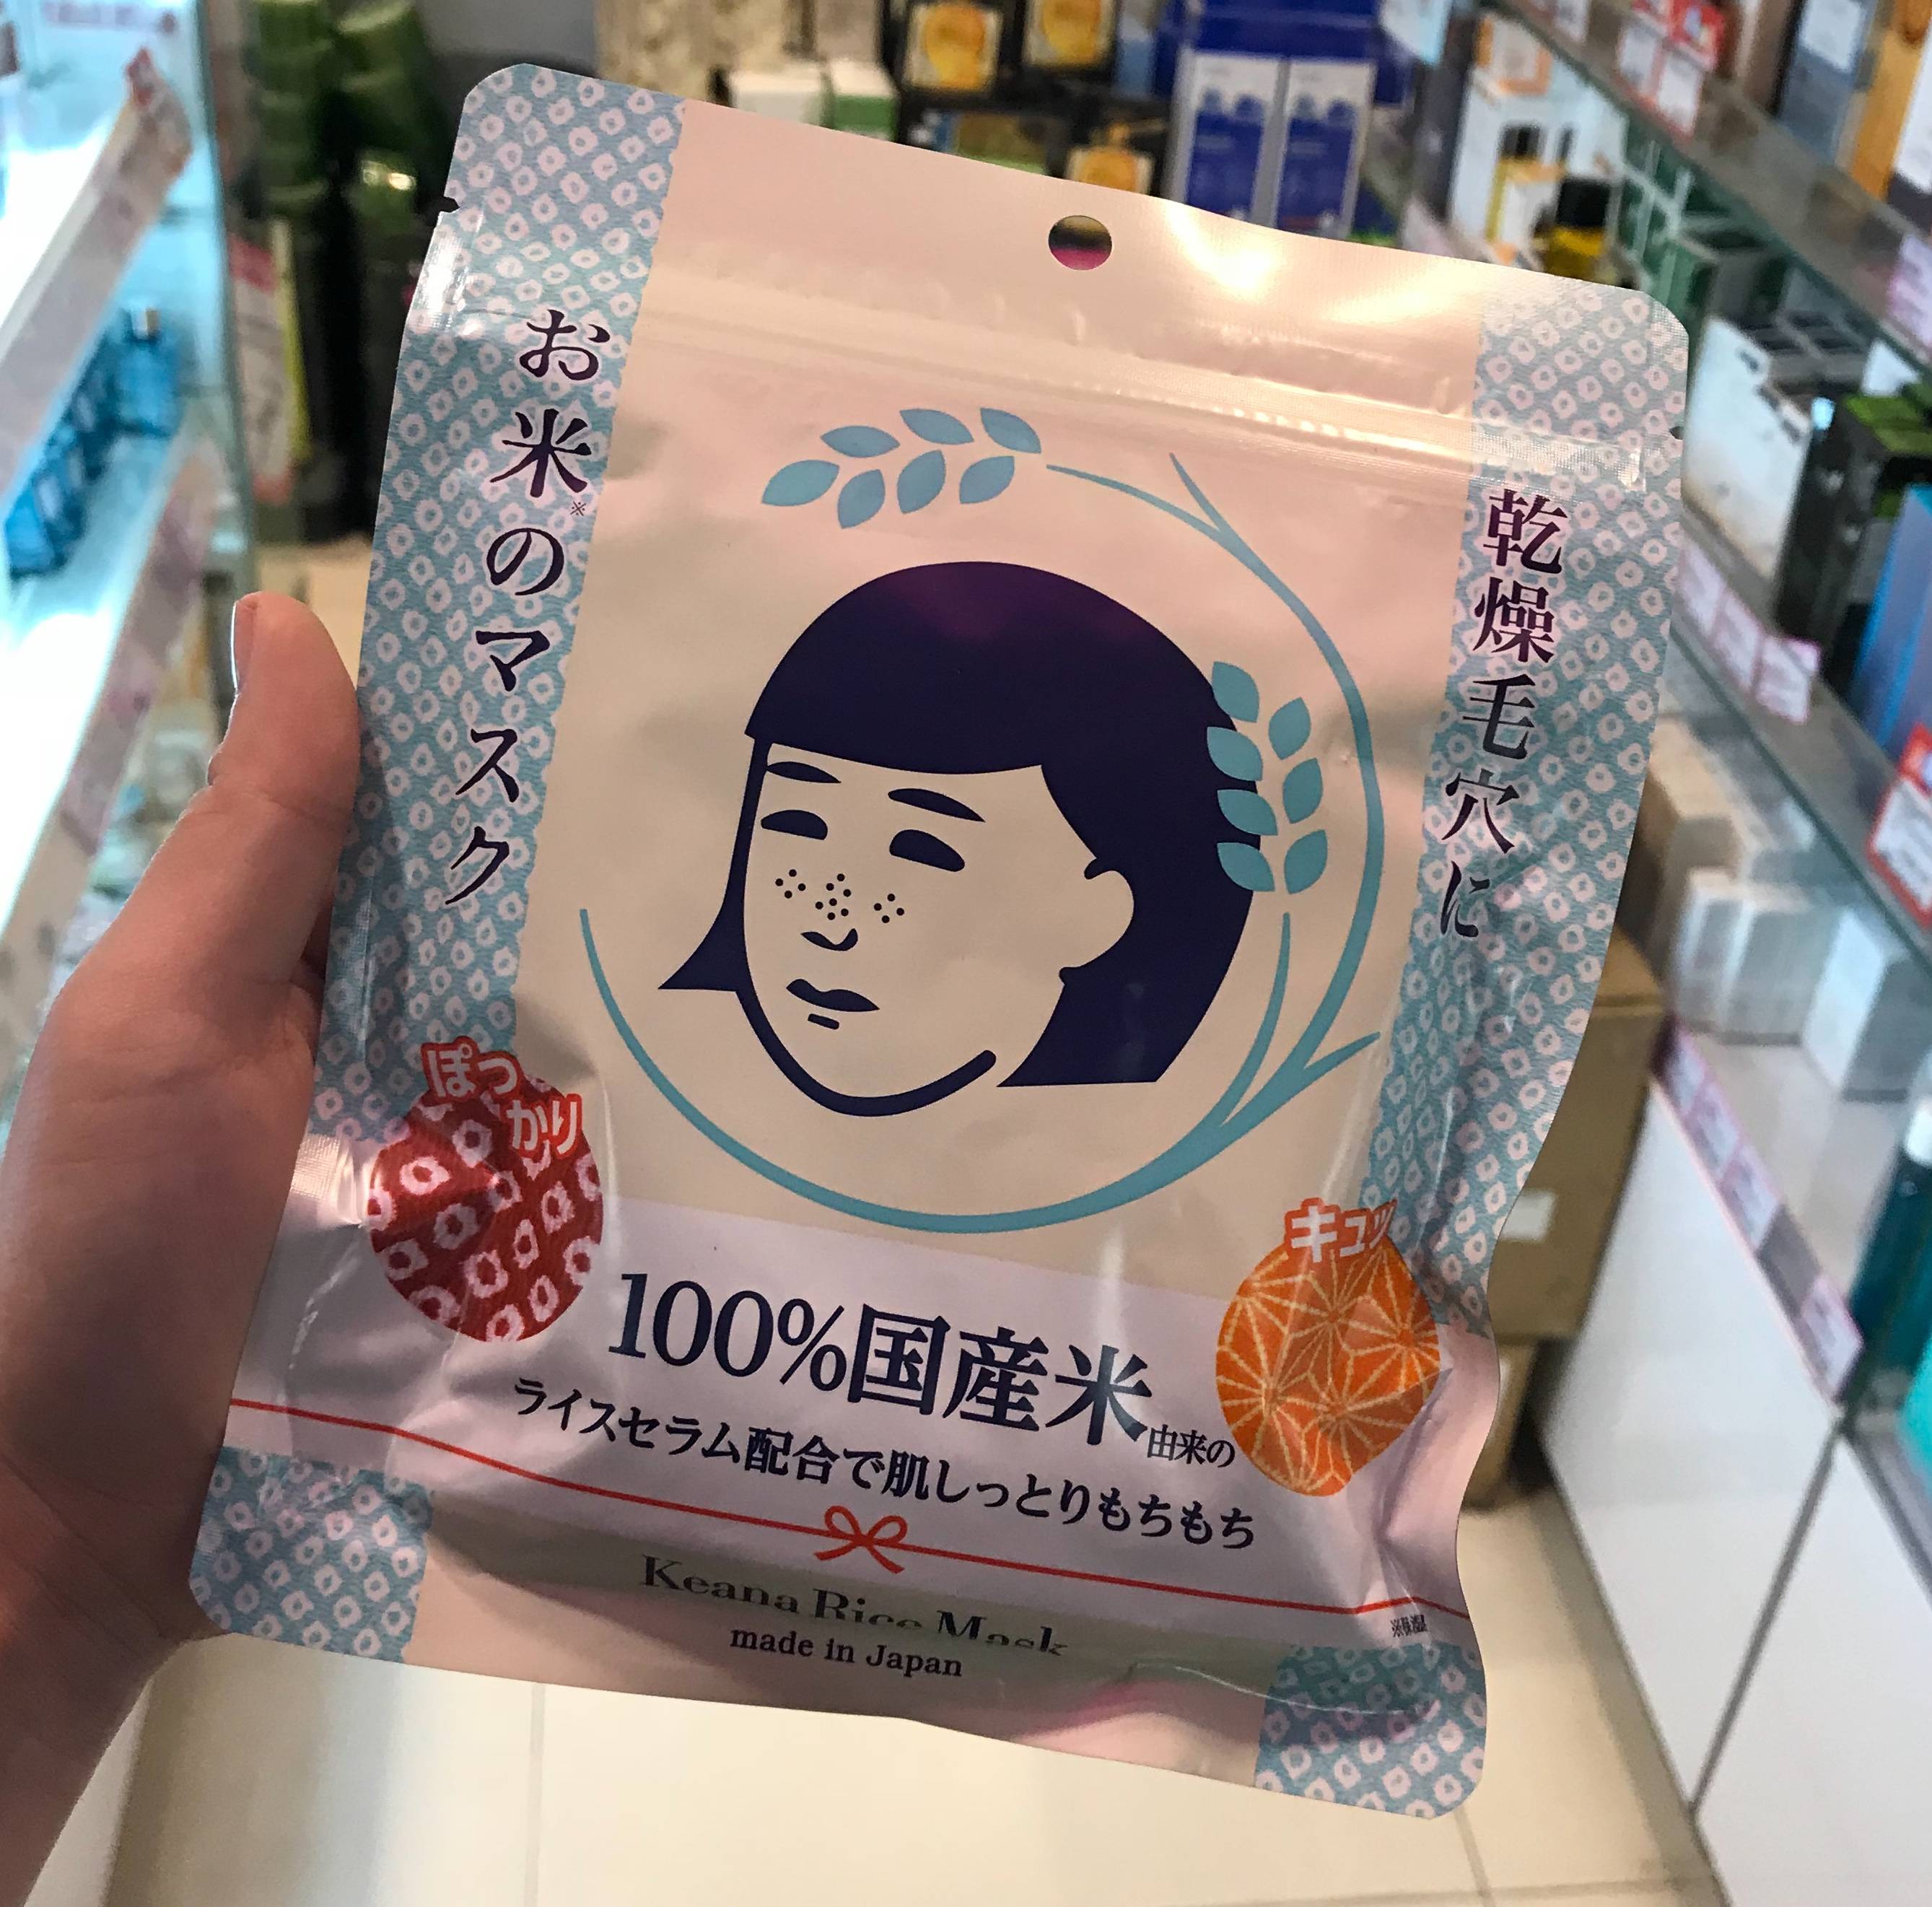 乾燥毛穴に
お米※のマスク
ぽっかり
キュッ
100%国産米由来の
ライスセラム配合で肌しっとりもちもち
Keana Rice Mask
made in Japan
※保湿